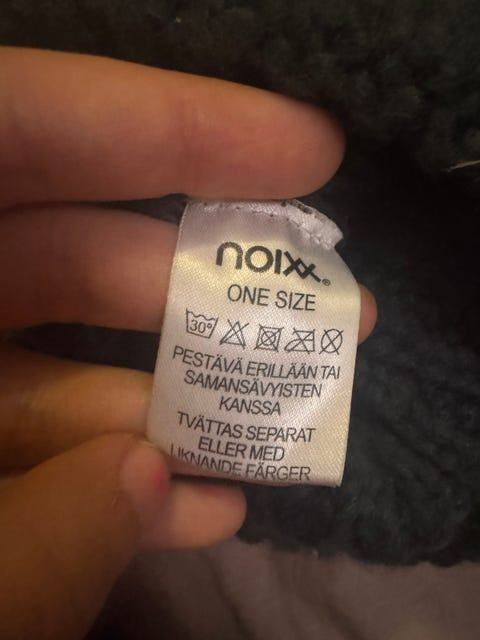 noixx®
ONE SIZE
30°
PESTÄVÄ ERILLÄÄN TAI
SAMANSÄVYISTEN
KANSSA
TVÄTTAS SEPARAT
ELLER MED
LIKNANDE FÄRGER